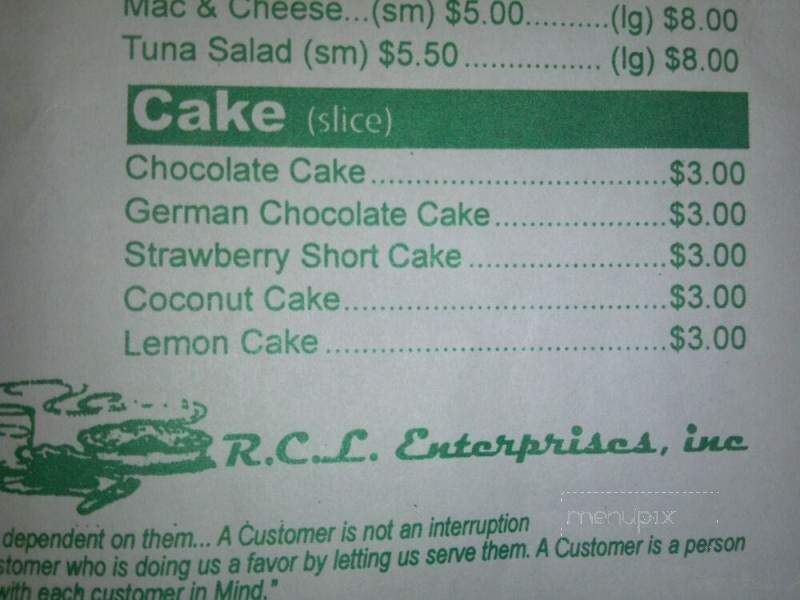 Mac & Cheese...(sm) $5.00..........(lg) $8.00
Tuna Salad (sm) $5.50................. (lg) $8.00
Cake (slice)
Chocolate Cake....................................$3.00
German Chocolate Cake.....................$3.00
Strawberry Short Cake ........................$3.00
Coconut Cake.......................................$3.00
Lemon Cake .........................................$3.00
R.C.L. Enterprises, inc
menupix
dependent on them... A Customer is not an interruption
stomer who is doing us a favor by letting us serve them. A Customer is a person
with each customer in Mind."